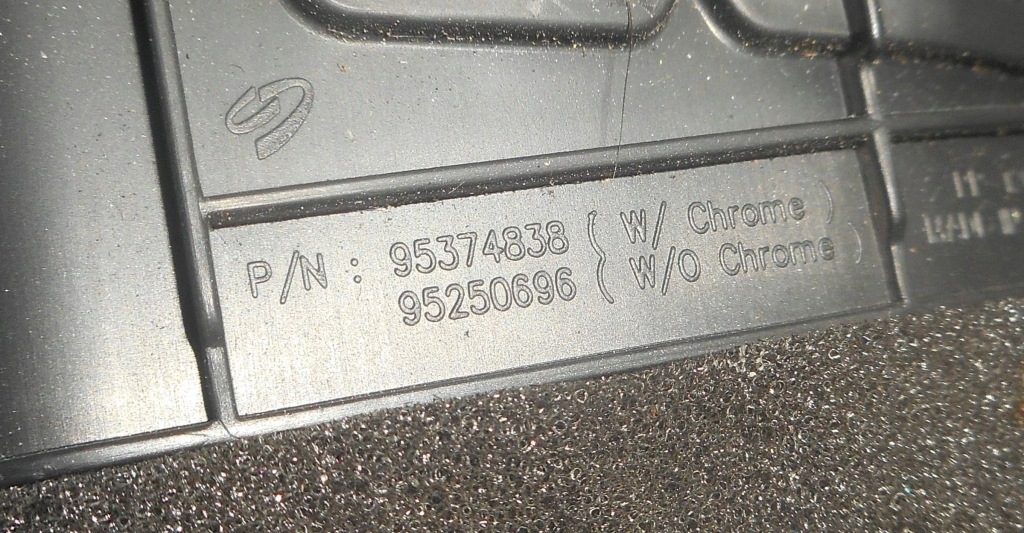 P/N : 95374838 ( W/ Chrome )
95250696 ( W/O Chrome )